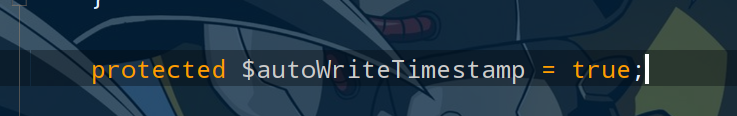 }
protected $autoWriteTimestamp = true;